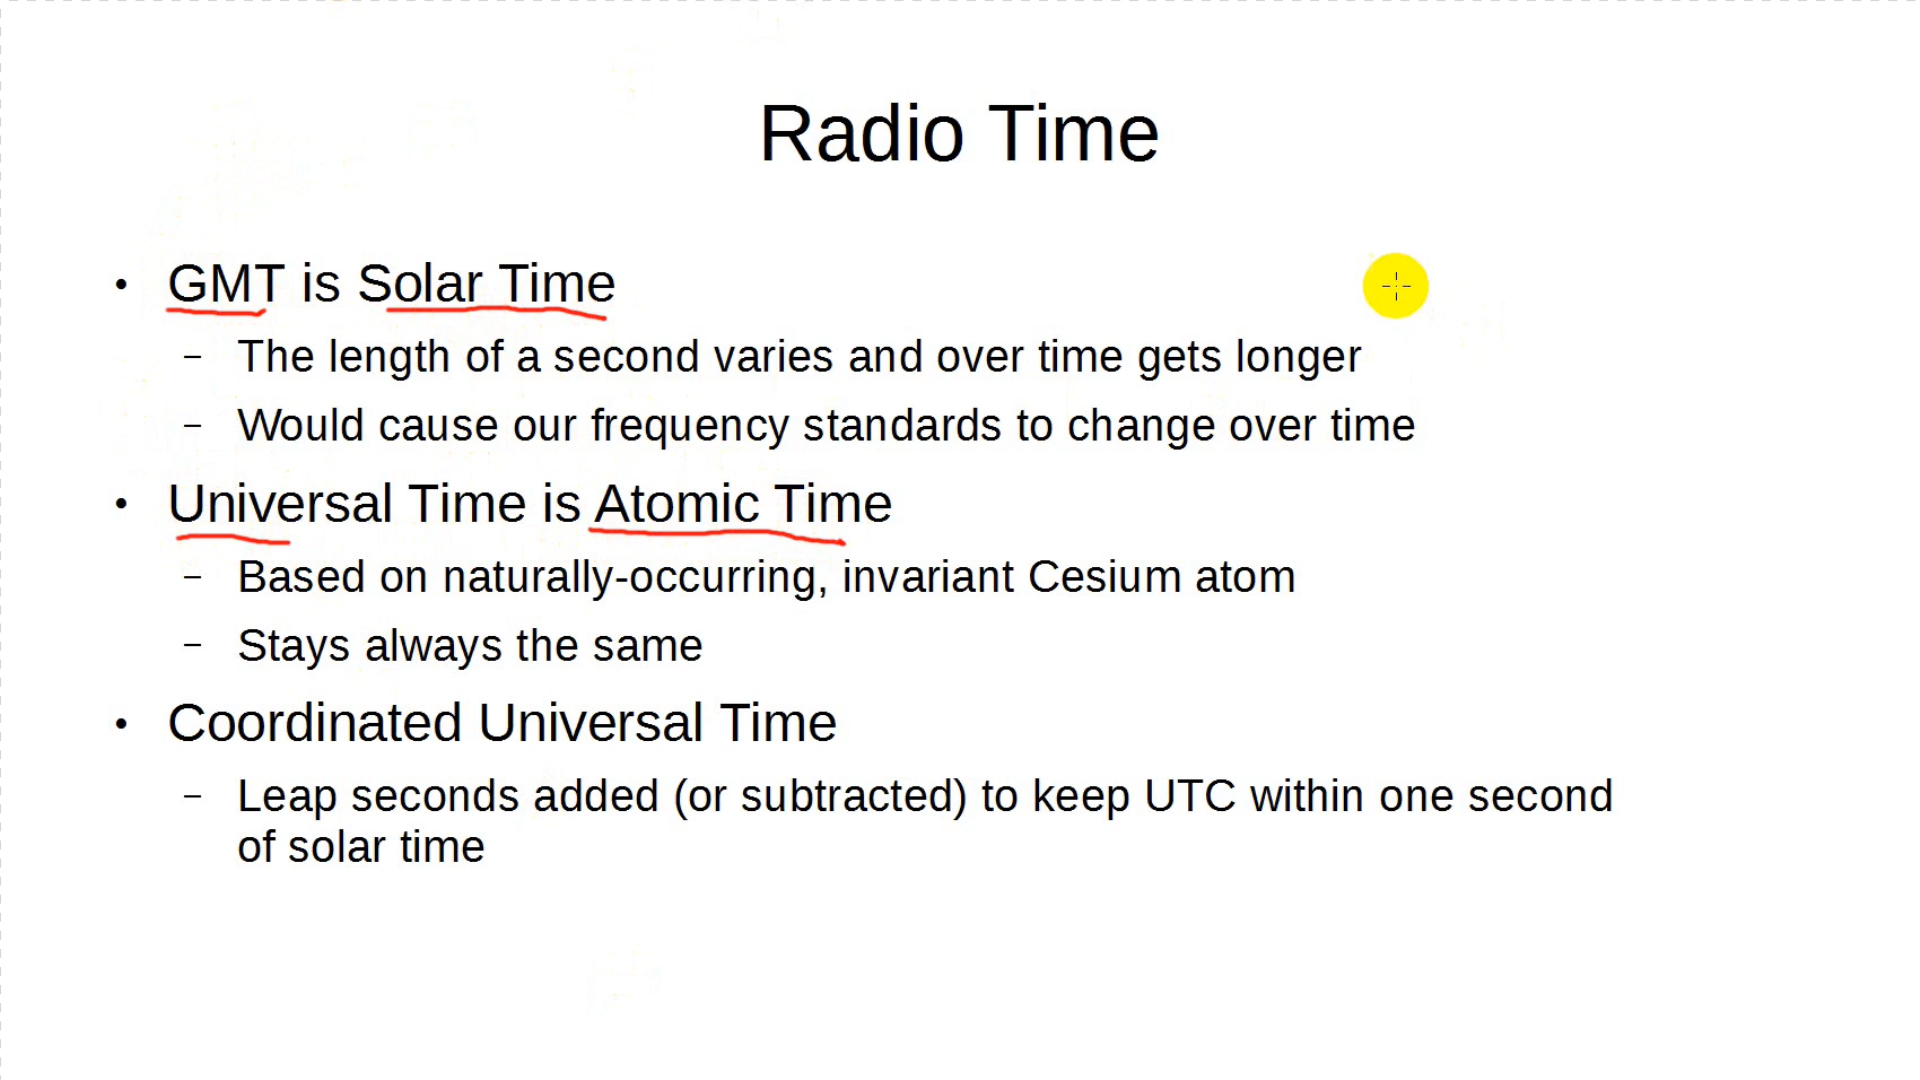 Radio Time
• GMT is Solar Time
– The length of a second varies and over time gets longer
– Would cause our frequency standards to change over time
• Universal Time is Atomic Time
– Based on naturally-occurring, invariant Cesium atom
– Stays always the same
• Coordinated Universal Time
– Leap seconds added (or subtracted) to keep UTC within one second
of solar time